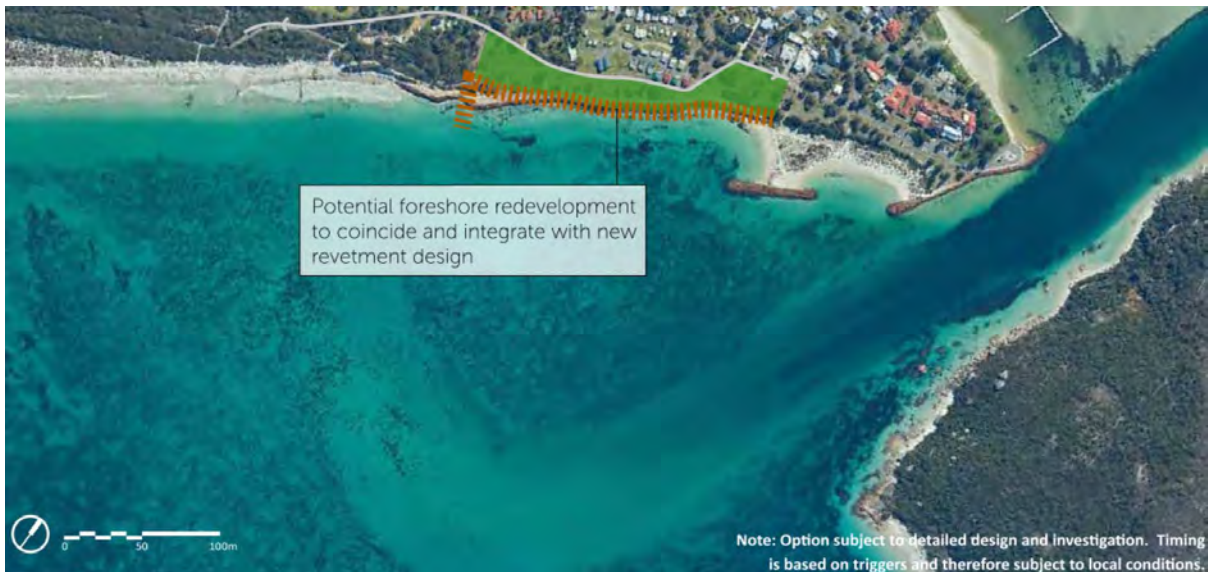 Potential foreshore redevelopment
to coincide and integrate with new
revetment design
0 50 100m
Note: Option subject to detailed design and investigation. Timing
is based on triggers and therefore subject to local conditions.